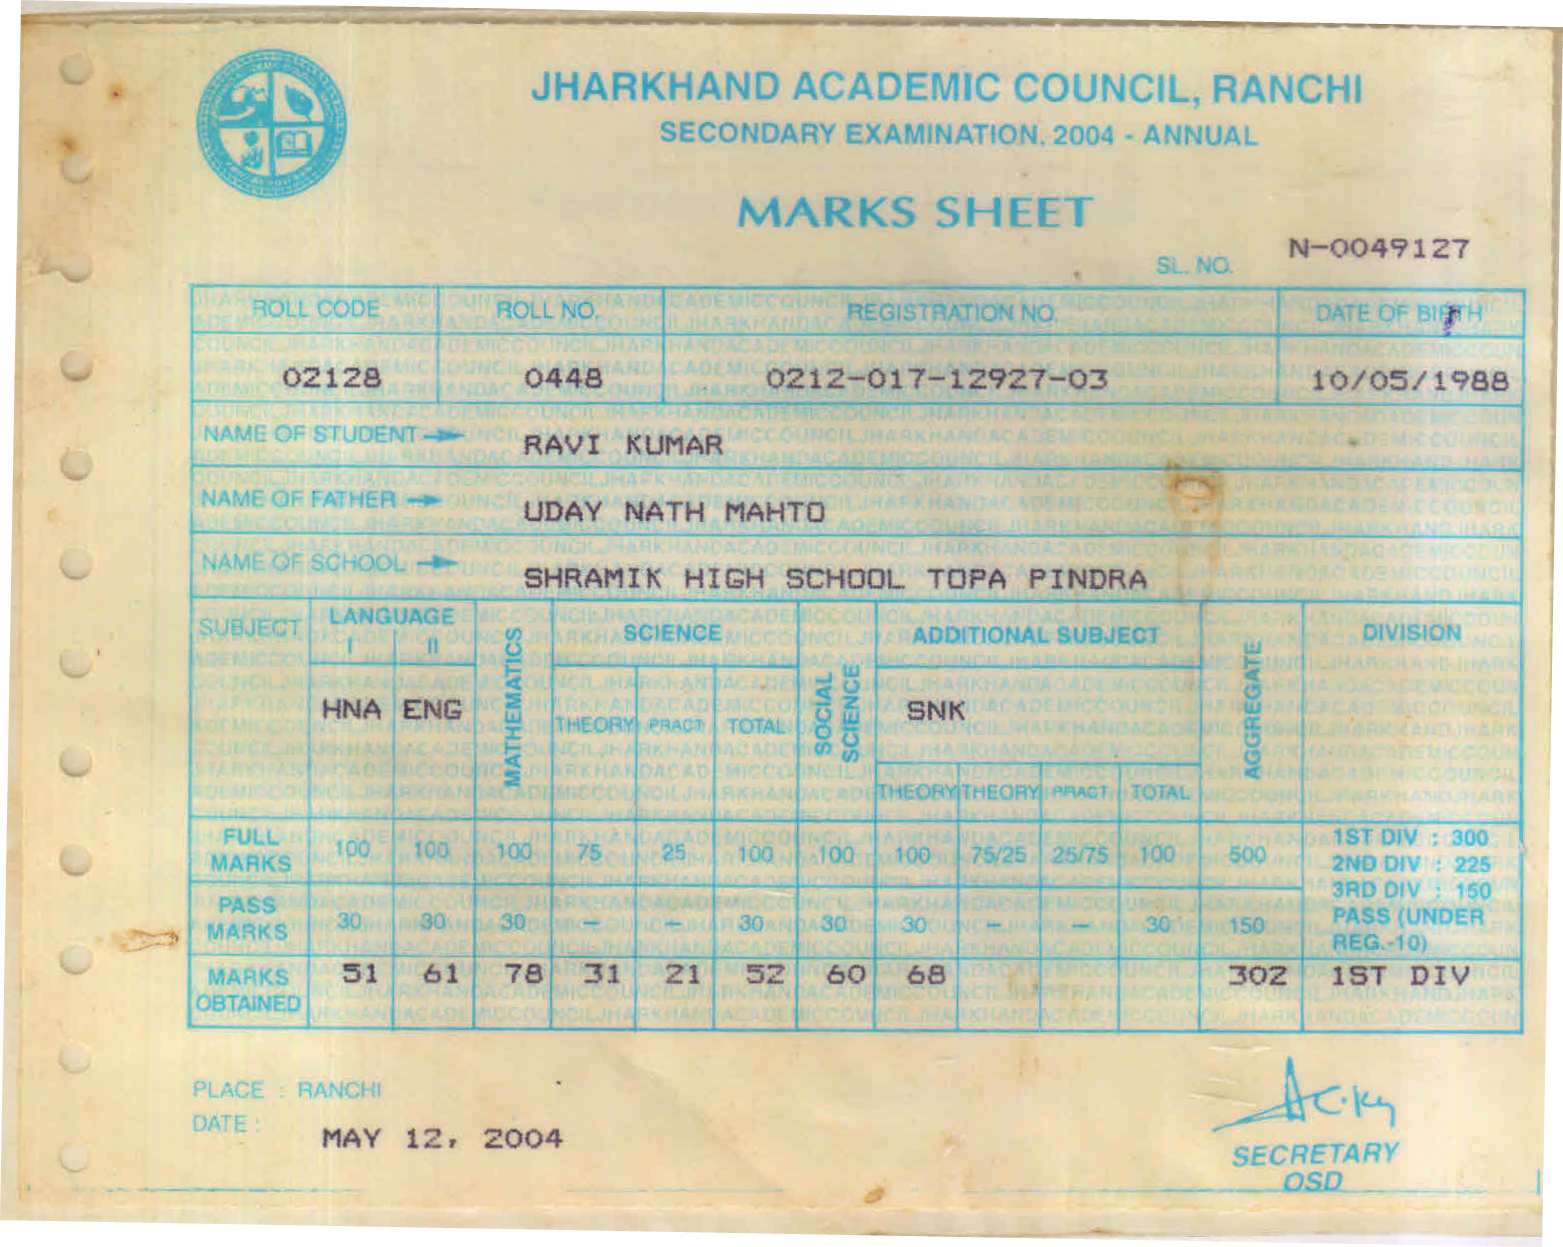 JHARKHAND ACADEMIC COUNCIL, RANCHI
SECONDARY EXAMINATION, 2004 - ANNUAL
MARKS SHEET
SL. NO. N-0049127
ROLL CODE ROLL NO. REGISTRATION NO. DATE OF BIRTH
02128 0448 0212-017-12927-03 10/05/1988
NAME OF STUDENT RAVI KUMAR
NAME OF FATHER UDAY NATH MAHTO
NAME OF SCHOOL SHRAMIK HIGH SCHOOL TOPA PINDRA
SUBJECT LANGUAGE MATHEMATICS SCIENCE SOCIAL SCIENCE ADDITIONAL SUBJECT AGGREGATE DIVISION
I II
HNA ENG THEORY PRACT TOTAL SNK
THEORY THEORY PRACT TOTAL
FULL MARKS 100 100 100 75 25 100 100 100 75/25 25/75 100 500
PASS MARKS 30 30 30 – – 30 30 30 – – 30 150
1ST DIV : 300
2ND DIV : 225
3RD DIV : 150
PASS (UNDER
REG.-10)
MARKS OBTAINED 51 61 78 31 21 52 60 68 302 1ST DIV
PLACE : RANCHI
DATE : MAY 12, 2004
SECRETARY
OSD